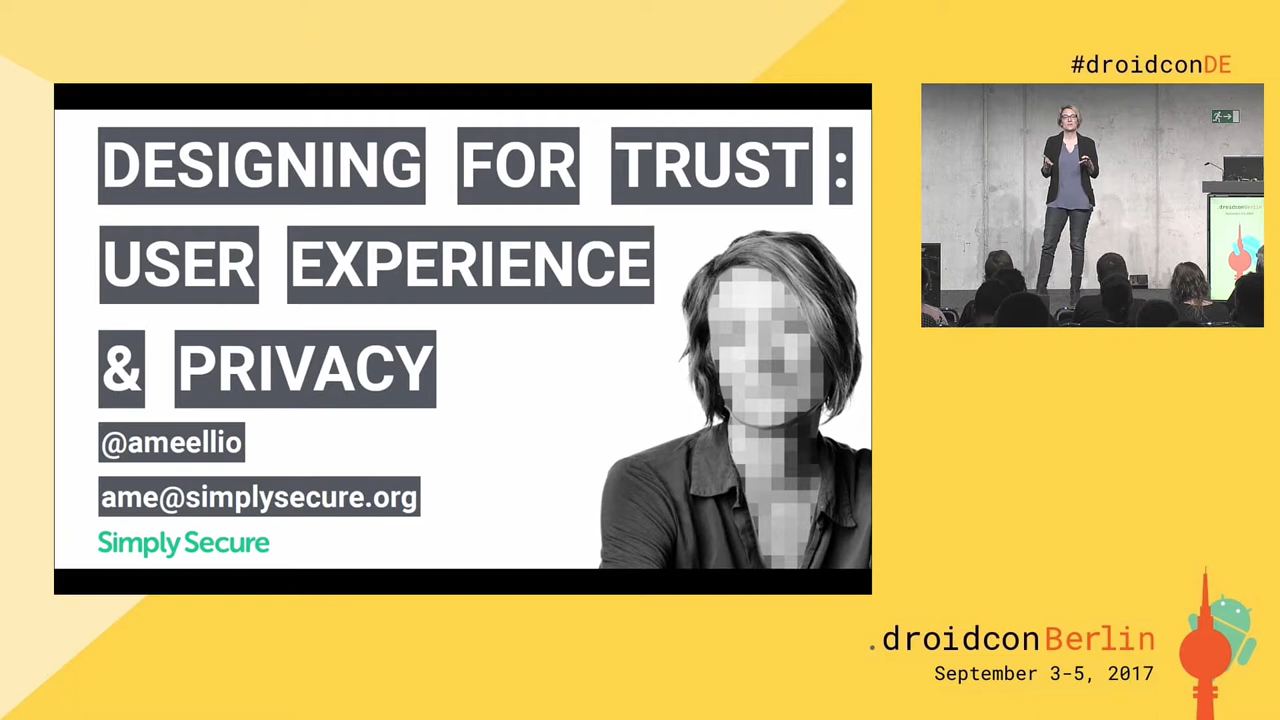 #droidconDE
DESIGNING FOR TRUST :
USER EXPERIENCE
& PRIVACY
@ameellio
ame@simplysecure.org
Simply Secure
.droidconBerlin
September 3-5, 2017